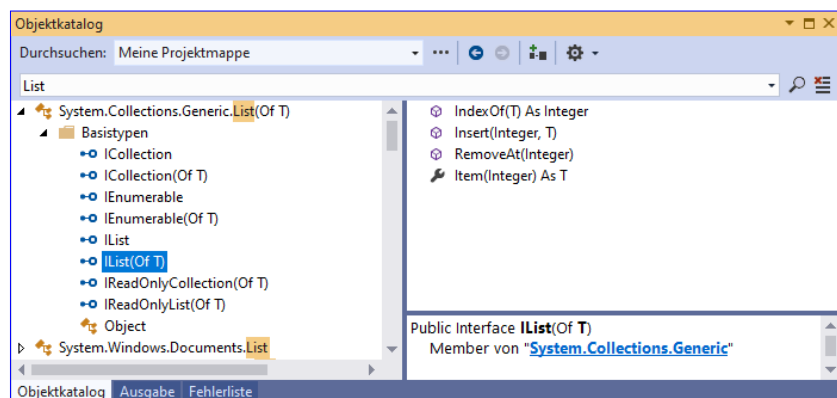 Objektkatalog
Durchsuchen: Meine Projektmappe
List
System.Collections.Generic.List(Of T)
Basistypen
ICollection
ICollection(Of T)
IEnumerable
IEnumerable(Of T)
IList
IList(Of T)
IReadOnlyCollection(Of T)
IReadOnlyList(Of T)
Object
System.Windows.Documents.List
IndexOf(T) As Integer
Insert(Integer, T)
RemoveAt(Integer)
Item(Integer) As T
Public Interface IList(Of T)
Member von "System.Collections.Generic"
Objektkatalog Ausgabe Fehlerliste